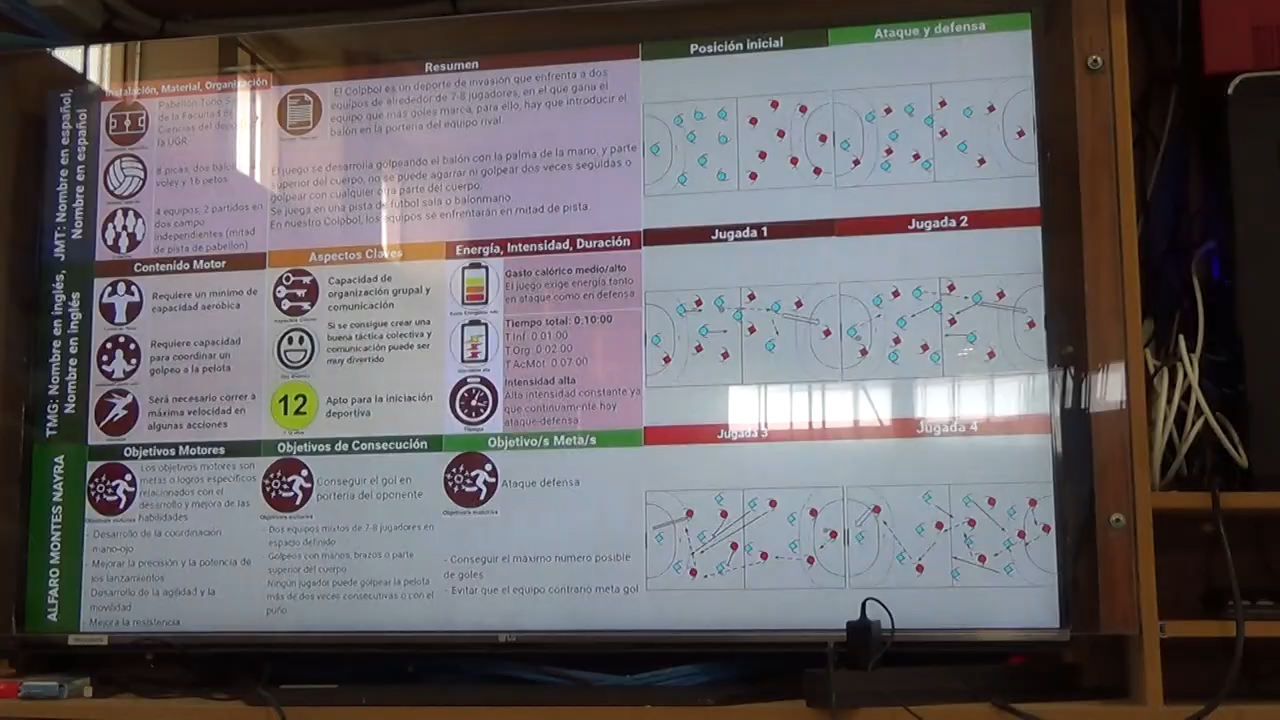 JMT: Nombre en español,
Nombre en español
TMG: Nombre en inglés,
Nombre en Inglés
ALFARO MONTES NAYRA
Instalación, Material, Organización
de la Facultad de
Ciencias del
la UGR
8 picas, dos
voley y 16 petos
4 equipos, 2 partidos en
dos campo
independientes (mitad
de pista de pabellon)
Resumen
El Colpbol es un deporte de invasión que enfrenta a dos
equipos de alrededor de 7-8 jugadores, en el que gana el
equipo que más goles marca, para ello, hay que introducir el
balón en la portería del equipo rival.
El juego se desarrolla golpeando el balón con la palma de la mano, y parte
superior del cuerpo, no se puede agarrar ni golpear dos veces seguidas o
golpear con cualquier otra parte del cuerpo.
Se juega en una pista de futbol sala o balonmano.
En nuestro Colpbol, los equipos se enfrentarán en mitad de pista.
Contenido Motor
Requiere un mínimo de
capacidad aeróbica
Requiere capacidad
para coordinar un
golpeo a la pelota
Será necesario correr a
máxima velocidad en
algunas acciones
Aspectos Claves
Capacidad de
organización grupal y
comunicación
Si se consigue crear una
buena táctica colectiva y
comunicación puede ser
muy divertido
12
Apto para la iniciación
deportiva
Energía, Intensidad, Duración
Gasto calórico medio/alto
El juego exige energía tanto
en ataque como en defensa
Tiempo total: 0:10:00
T.Inf: 0:01:00
T.Org: 0:02:00
T.AcMot: 0:07:00
Intensidad alta
Alta intensidad constante ya
que continuamente hoy
ataque-defensa
Tiempo
Objetivos Motores
Los objetivos motores son
metas o logros específicos
relacionados con el
desarrollo y mejora de las
habilidades
- Desarrollo de la coordinación
mano-ojo
- Mejorar la precisión y la potencia de
los lanzamientos
- Desarrollo de la agilidad y la
movilidad
- Mejora la resistencia
Objetivos de Consecución
Conseguir el gol en
portería del oponente
- Dos equipos mixtos de 7-8 jugadores en
espacio definido
- Golpeos con manos, brazos o parte
superior del cuerpo
Ningún jugador puede golpear la pelota
más de dos veces consecutivas o con el
puño
Objetivo/s Meta/s
Ataque defensa
- Conseguir el máximo número posible
de goles
- Evitar que el equipo contrario meta gol
Posición inicial
Ataque y defensa
Jugada 1
Jugada 2
Jugada 3
Jugada 4
LG